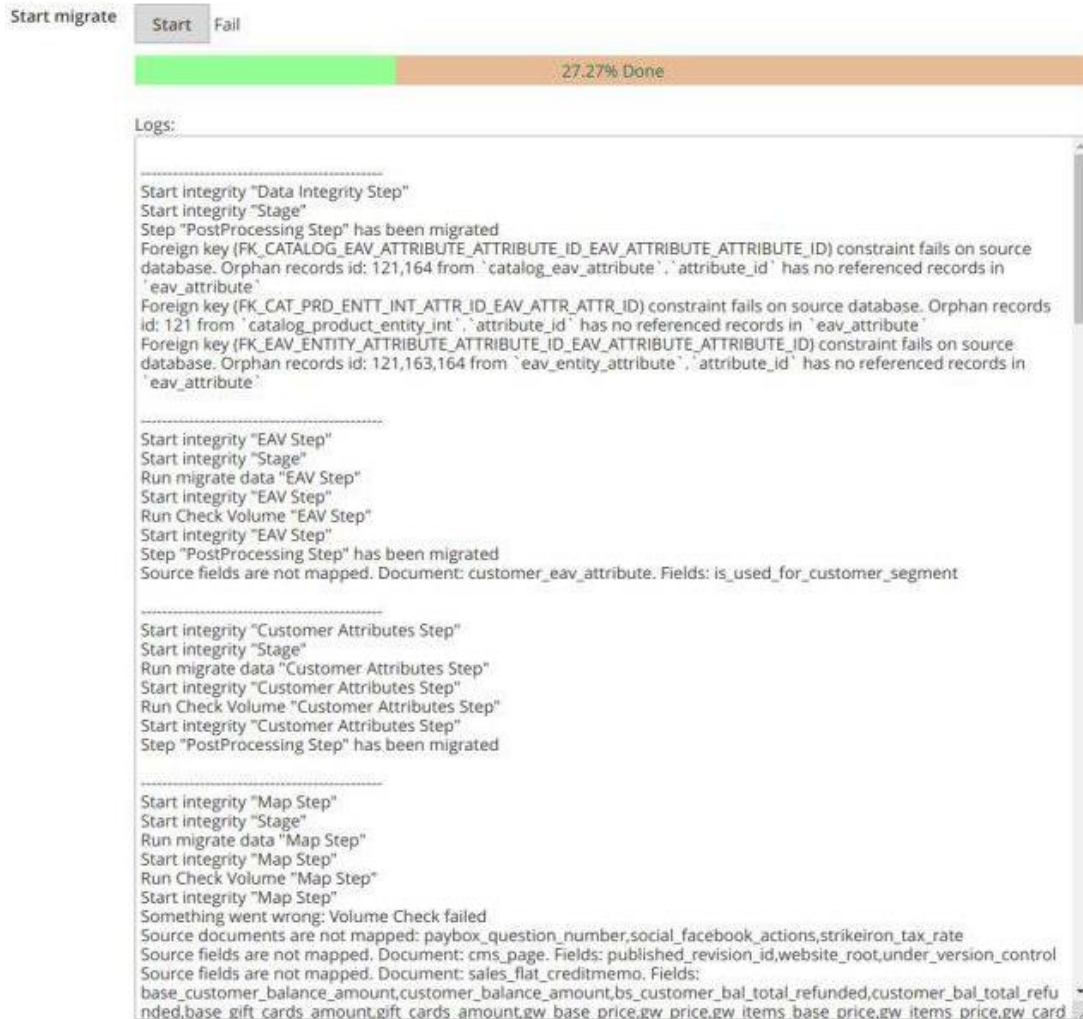 Start migrate
Start Fail
27.27% Done
Logs:
---------------------------------------------
Start integrity "Data Integrity Step"
Start integrity "Stage"
Step "PostProcessing Step" has been migrated
Foreign key (FK_CATALOG_EAV_ATTRIBUTE_ATTRIBUTE_ID_EAV_ATTRIBUTE_ATTRIBUTE_ID) constraint fails on source
database. Orphan records id: 121,164 from `catalog_eav_attribute`.`attribute_id` has no referenced records in
`eav_attribute`
Foreign key (FK_CAT_PRD_ENTT_INT_ATTR_ID_EAV_ATTR_ATTR_ID) constraint fails on source database. Orphan records
id: 121 from `catalog_product_entity_int`.`attribute_id` has no referenced records in `eav_attribute`
Foreign key (FK_EAV_ENTITY_ATTRIBUTE_ATTRIBUTE_ID_EAV_ATTRIBUTE_ATTRIBUTE_ID) constraint fails on source
database. Orphan records id: 121,163,164 from `eav_entity_attribute`.`attribute_id` has no referenced records in
`eav_attribute`
---------------------------------------------
Start integrity "EAV Step"
Start integrity "Stage"
Run migrate data "EAV Step"
Start integrity "EAV Step"
Run Check Volume "EAV Step"
Start integrity "EAV Step"
Step "PostProcessing Step" has been migrated
Source fields are not mapped. Document: customer_eav_attribute. Fields: is_used_for_customer_segment
---------------------------------------------
Start integrity "Customer Attributes Step"
Start integrity "Stage"
Run migrate data "Customer Attributes Step"
Start integrity "Customer Attributes Step"
Run Check Volume "Customer Attributes Step"
Start integrity "Customer Attributes Step"
Step "PostProcessing Step" has been migrated
---------------------------------------------
Start integrity "Map Step"
Start integrity "Stage"
Run migrate data "Map Step"
Start integrity "Map Step"
Run Check Volume "Map Step"
Start integrity "Map Step"
Something went wrong: Volume Check failed
Source documents are not mapped: paybox_question_number,social_facebook_actions,strikeiron_tax_rate
Source fields are not mapped. Document: cms_page. Fields: published_revision_id,website_root,under_version_control
Source fields are not mapped. Document: sales_flat_creditmemo. Fields:
base_customer_balance_amount,customer_balance_amount,bs_customer_bal_total_refunded,customer_bal_total_refu
nded,base_gift_cards_amount,gift_cards_amount,gw_base_price,gw_price,gw_items_base_price,gw_items_price,gw_card